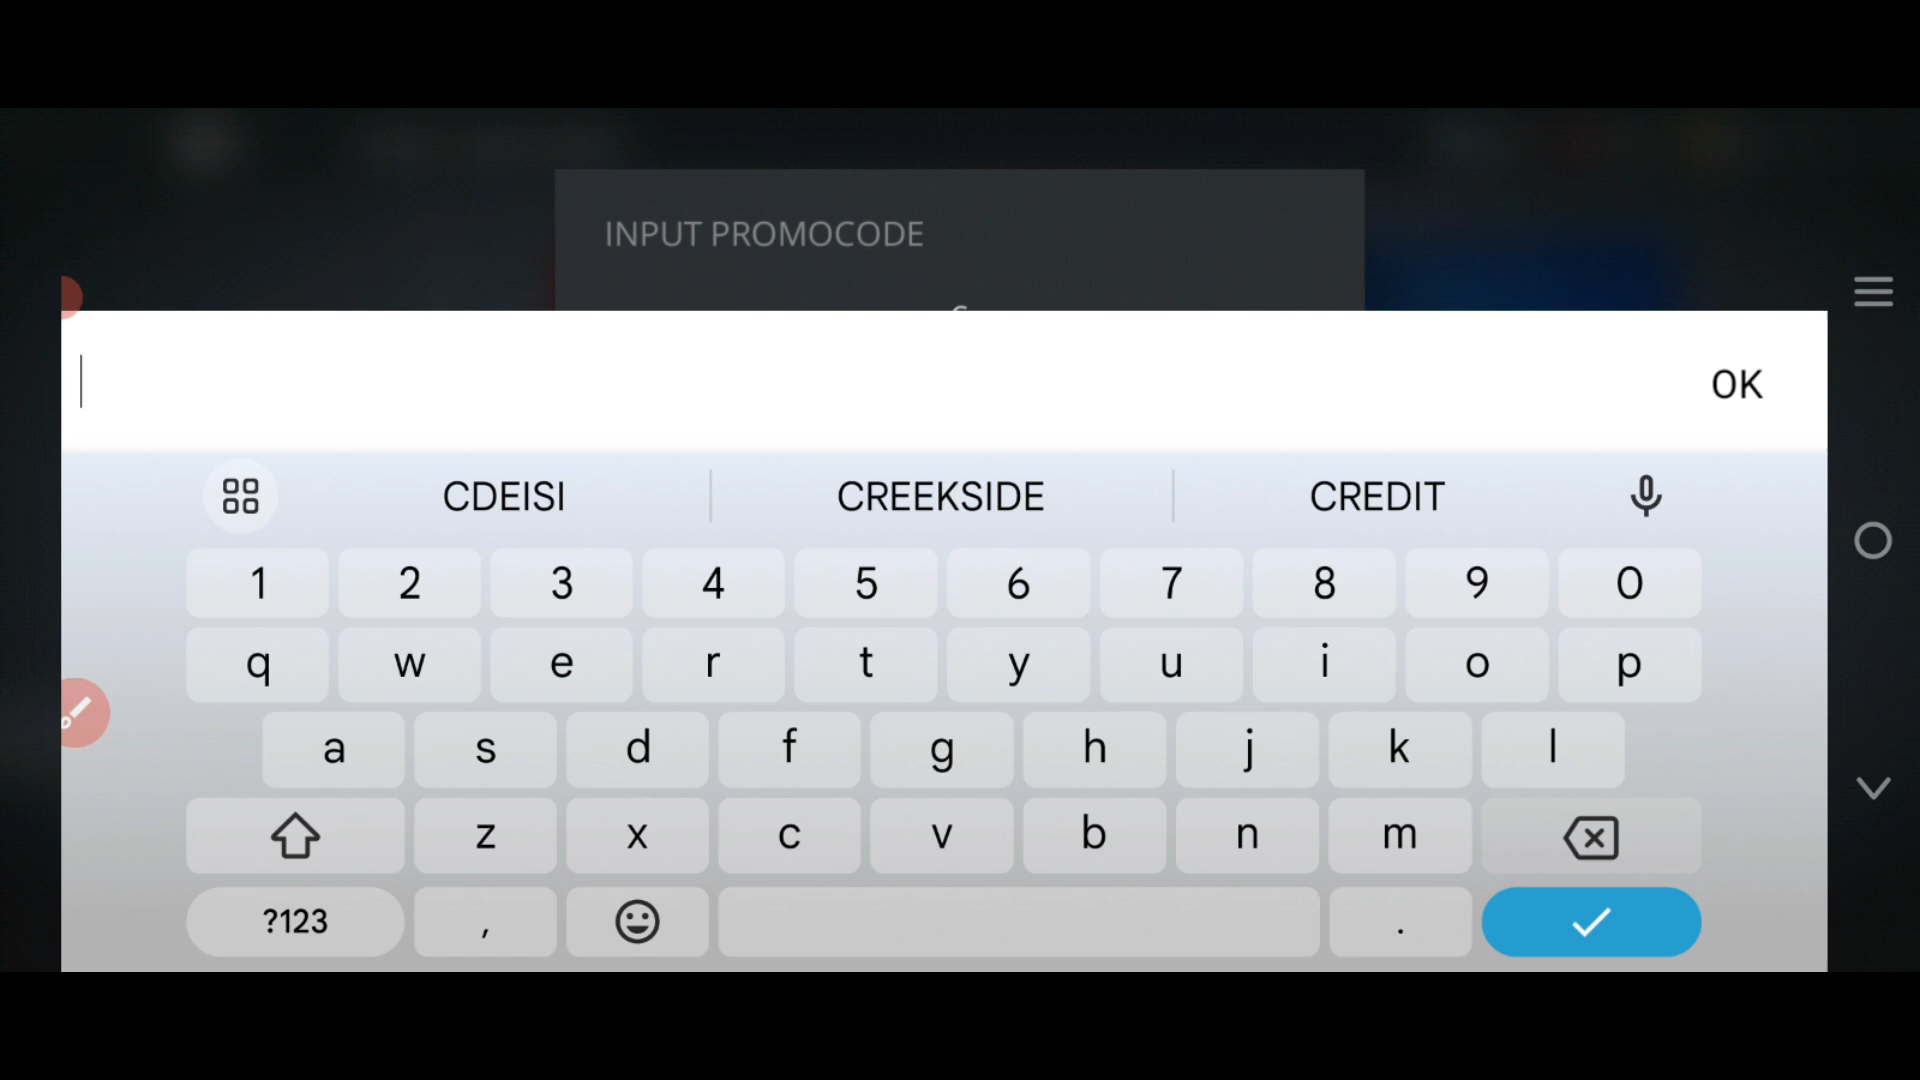 INPUT PROMOCODE
OK
CDEISI CREEKSIDE CREDIT
1 2 3 4 5 6 7 8 9 0
q w e r t y u i o p
a s d f g h j k l
z x c v b n m
?123 , .